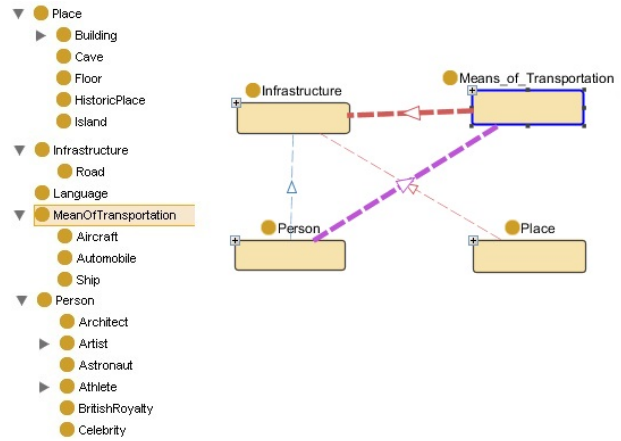 Place
Building
Cave
Floor
HistoricPlace
Island
Infrastructure
Road
Language
MeanOfTransportation
Aircraft
Automobile
Ship
Person
Architect
Artist
Astronaut
Athlete
BritishRoyalty
Celebrity
Infrastructure
Means_of_Transportation
Person
Place